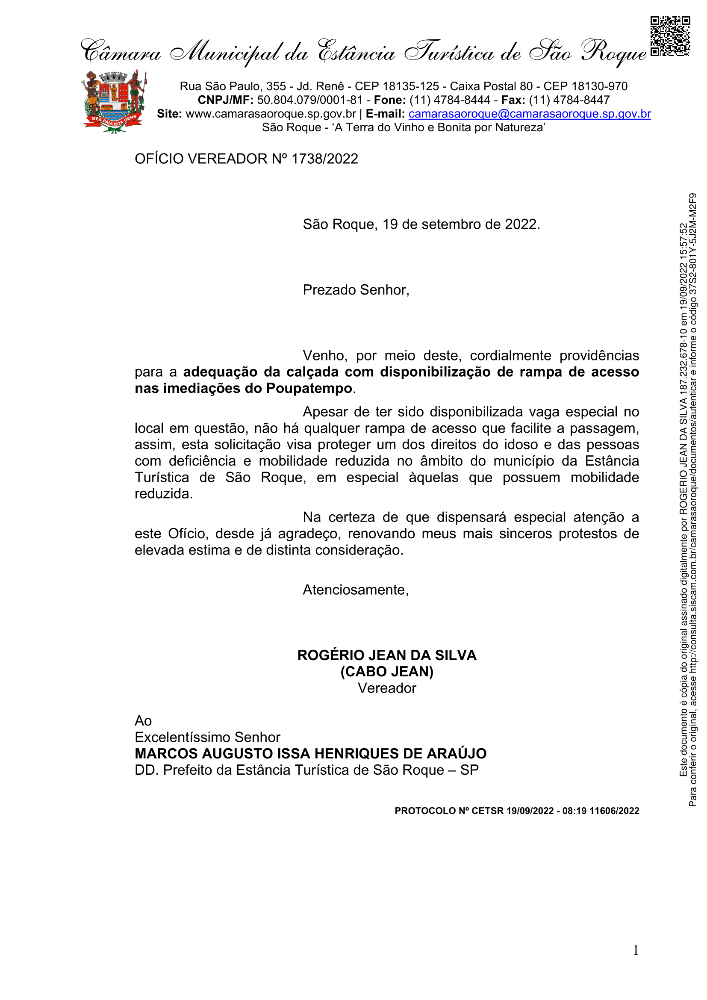 Câmara Municipal da Estância Turística de São Roque
Rua São Paulo, 355 - Jd. Renê - CEP 18135-125 - Caixa Postal 80 - CEP 18130-970
CNPJ/MF: 50.804.079/0001-81 - Fone: (11) 4784-8444 - Fax: (11) 4784-8447
Site: www.camarasaoroque.sp.gov.br | E-mail: camarasaoroque@camarasaoroque.sp.gov.br
São Roque - ‘A Terra do Vinho e Bonita por Natureza’
MEA PAULISTA GENS
OFÍCIO VEREADOR Nº 1738/2022
São Roque, 19 de setembro de 2022.
Prezado Senhor,
Venho, por meio deste, cordialmente providências
para a adequação da calçada com disponibilização de rampa de acesso
nas imediações do Poupatempo.
Apesar de ter sido disponibilizada vaga especial no
local em questão, não há qualquer rampa de acesso que facilite a passagem,
assim, esta solicitação visa proteger um dos direitos do idoso e das pessoas
com deficiência e mobilidade reduzida no âmbito do município da Estância
Turística de São Roque, em especial àquelas que possuem mobilidade
reduzida.
Na certeza de que dispensará especial atenção a
este Ofício, desde já agradeço, renovando meus mais sinceros protestos de
elevada estima e de distinta consideração.
Atenciosamente,
ROGÉRIO JEAN DA SILVA
(CABO JEAN)
Vereador
Ao
Excelentíssimo Senhor
MARCOS AUGUSTO ISSA HENRIQUES DE ARAÚJO
DD. Prefeito da Estância Turística de São Roque – SP
PROTOCOLO Nº CETSR 19/09/2022 - 08:19 11606/2022
1
Este documento é cópia do original assinado digitalmente por ROGERIO JEAN DA SILVA 187.232.678-10 em 19/09/2022 15:57:52
Para conferir o original, acesse http://consulta.siscam.com.br/camarasaoroque/documentos/autenticar e informe o código 37S2-801Y-5J2M-M2F9